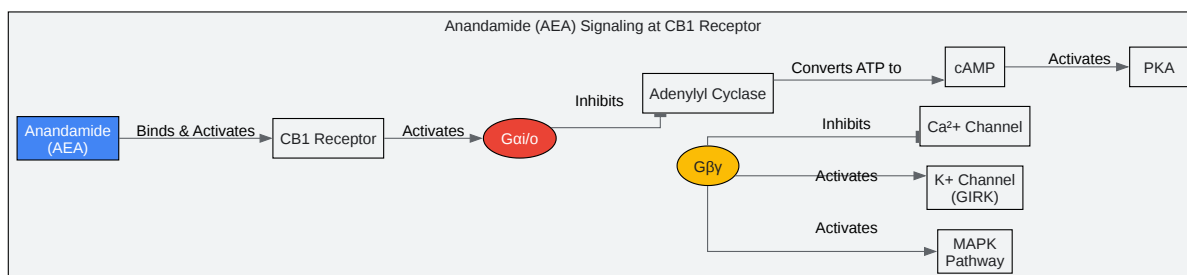 Anandamide (AEA) Signaling at CB1 Receptor
Anandamide
(AEA)
Binds & Activates
CB1 Receptor
Activates
Gαi/o
Inhibits
Adenylyl Cyclase
Converts ATP to
cAMP
Activates
PKA
Gβγ
Inhibits
Ca²+ Channel
Activates
K+ Channel
(GIRK)
Activates
MAPK
Pathway